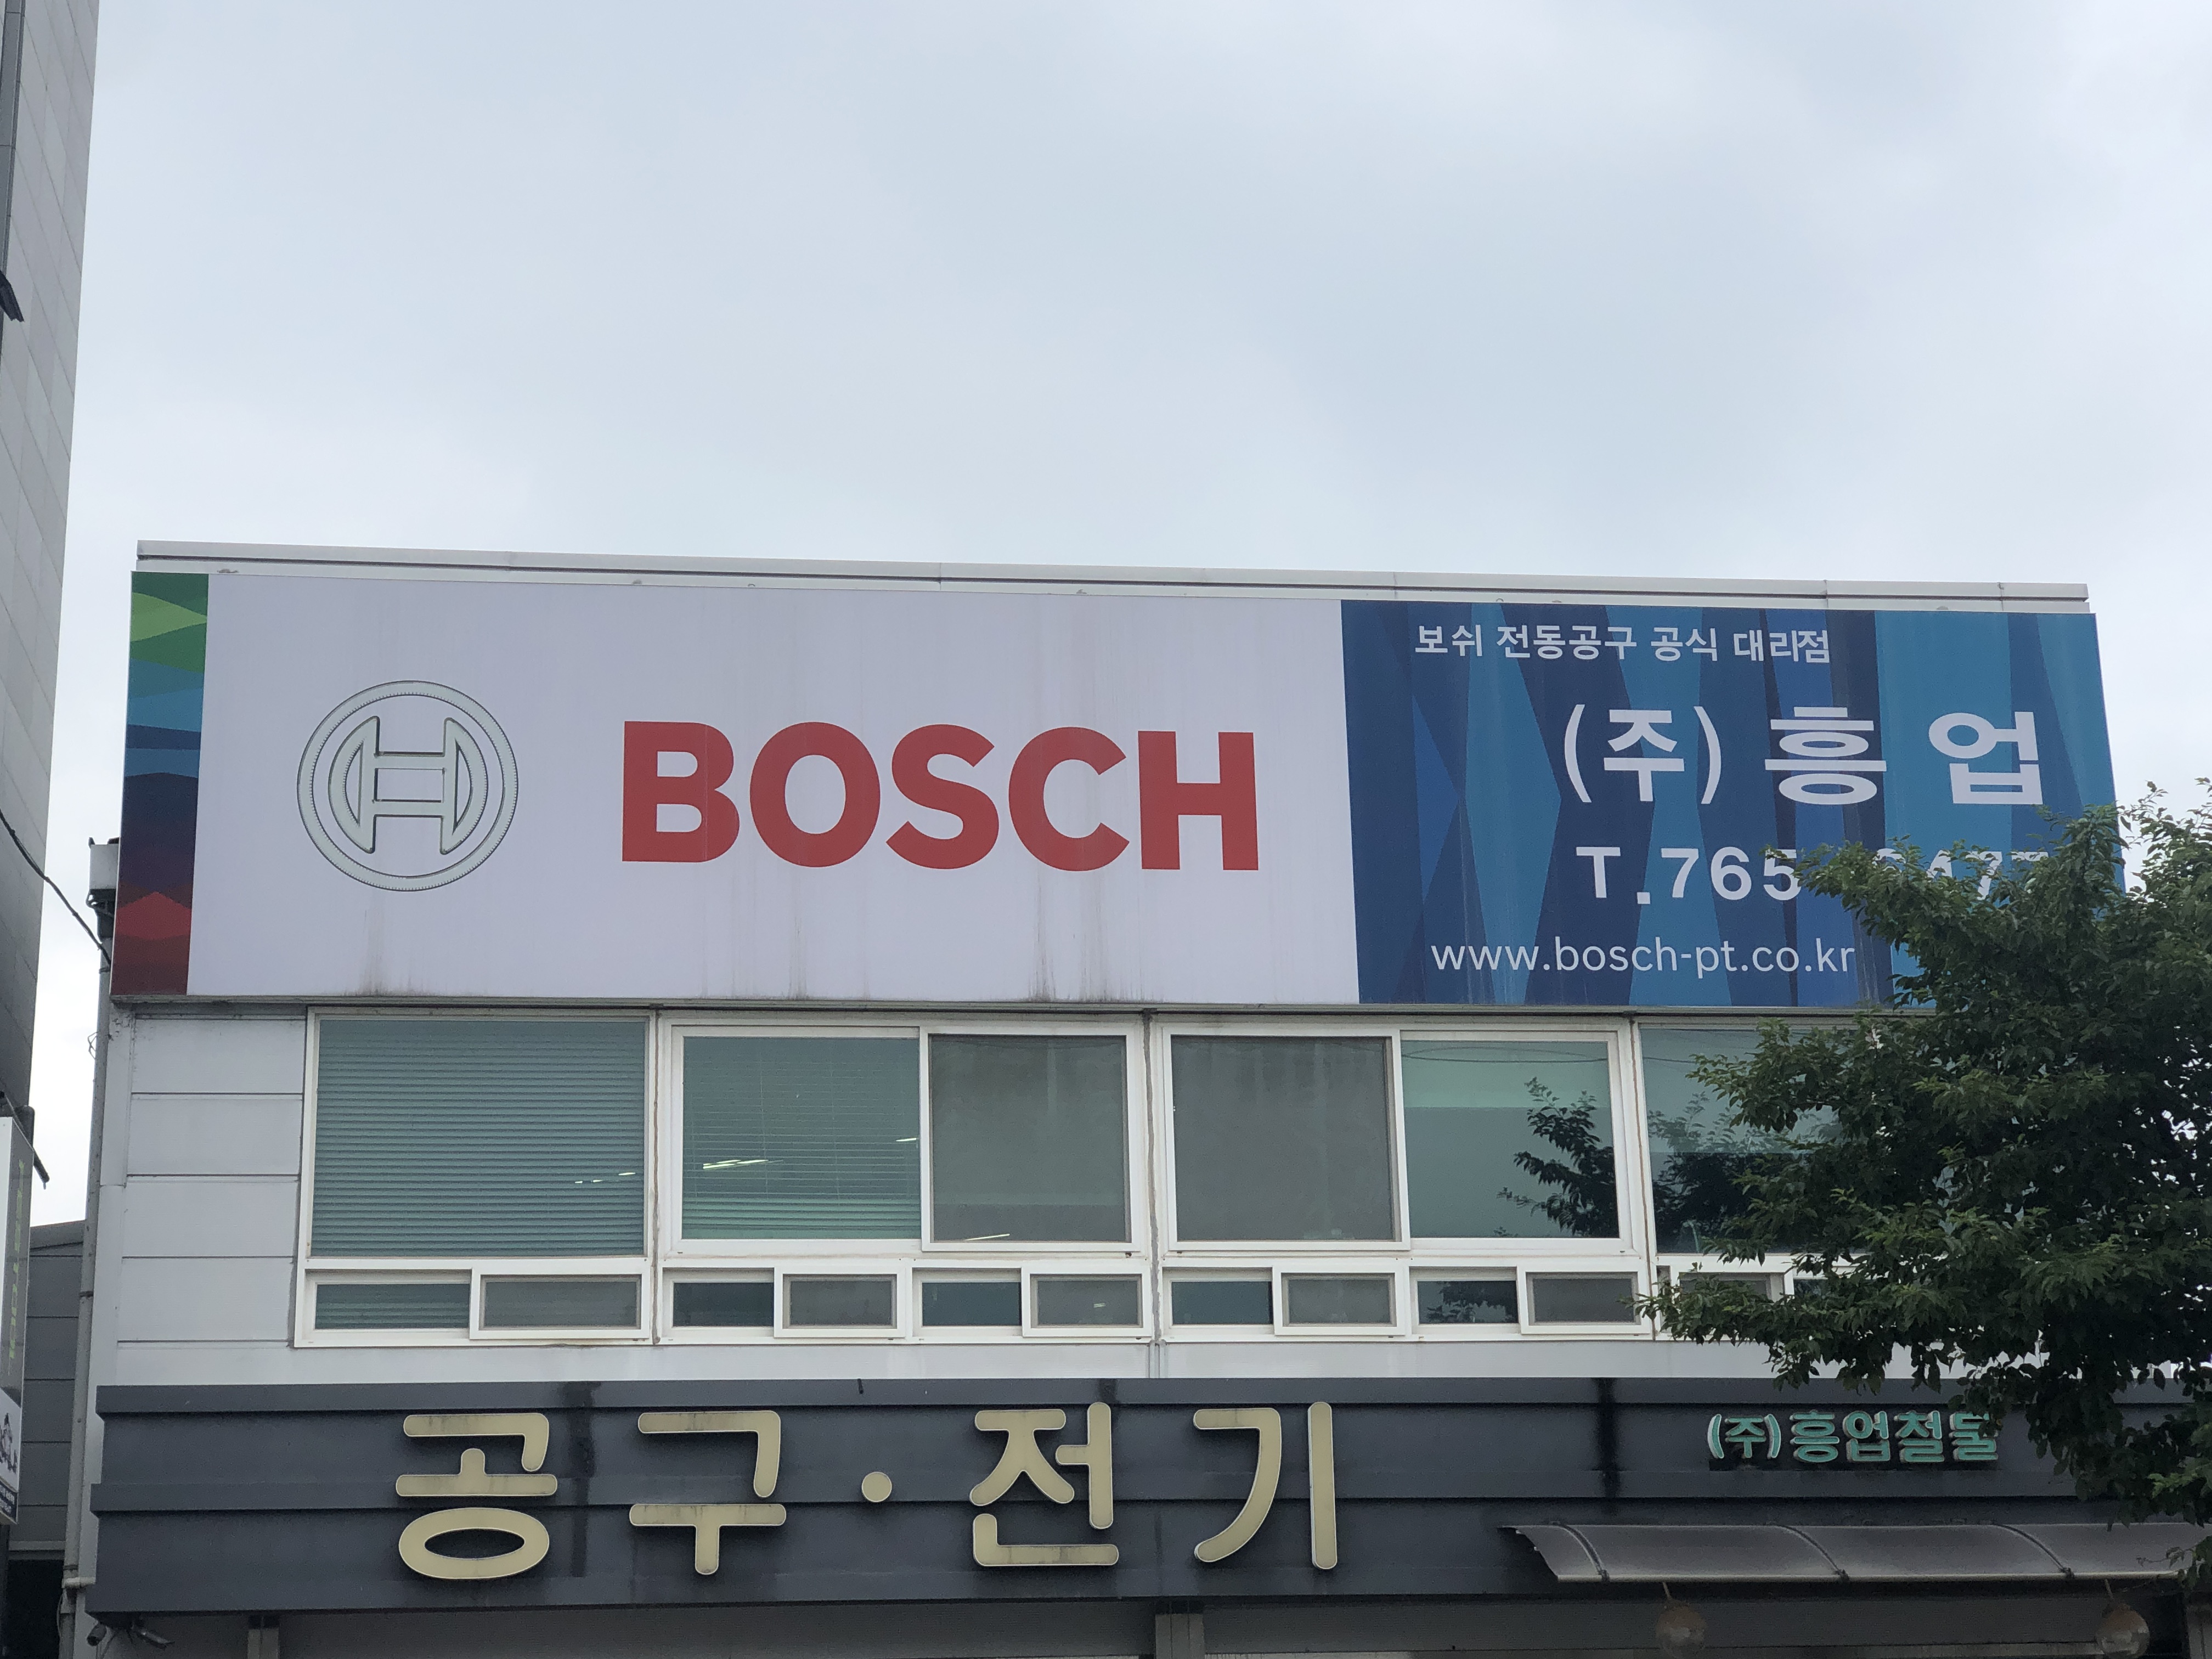 BOSCH
보쉬 전동공구 공식 대리점
(주) 흥업
T.765
www.bosch-pt.co.kr
공구·전기
(주)흥업철물